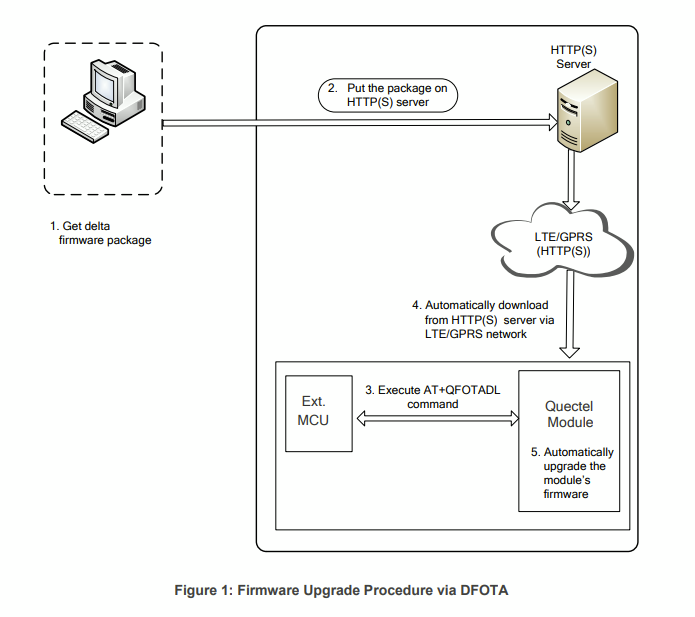 HTTP(S)
Server
2. Put the package on
HTTP(S) server
1. Get delta
firmware package
LTE/GPRS
(HTTP(S))
4. Automatically download
from HTTP(S) server via
LTE/GPRS network
3. Execute AT+QFOTADL
command
Ext.
MCU
Quectel
Module
5. Automatically
upgrade the
module's
firmware
Figure 1: Firmware Upgrade Procedure via DFOTA